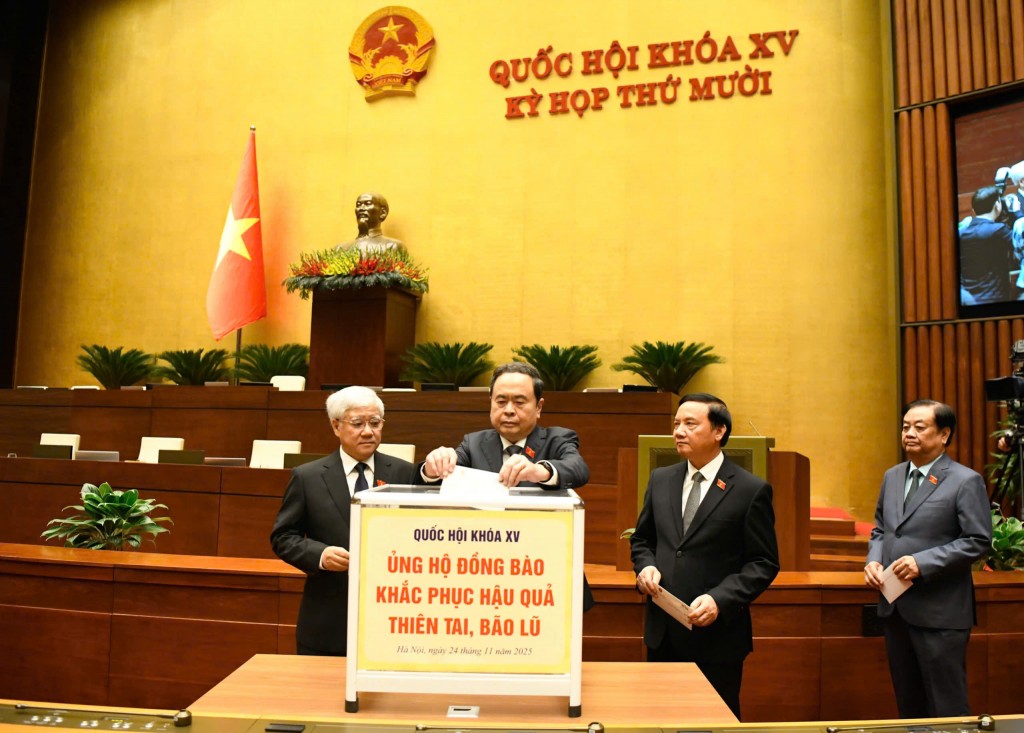 QUỐC HỘI KHÓA XV
KỲ HỌP THỨ MƯỜI
QUỐC HỘI KHÓA XV
ỦNG HỘ ĐỒNG BÀO
KHẮC PHỤC HẬU QUẢ
THIÊN TAI, BÃO LŨ
Hà Nội, ngày 24 tháng 11 năm 2025